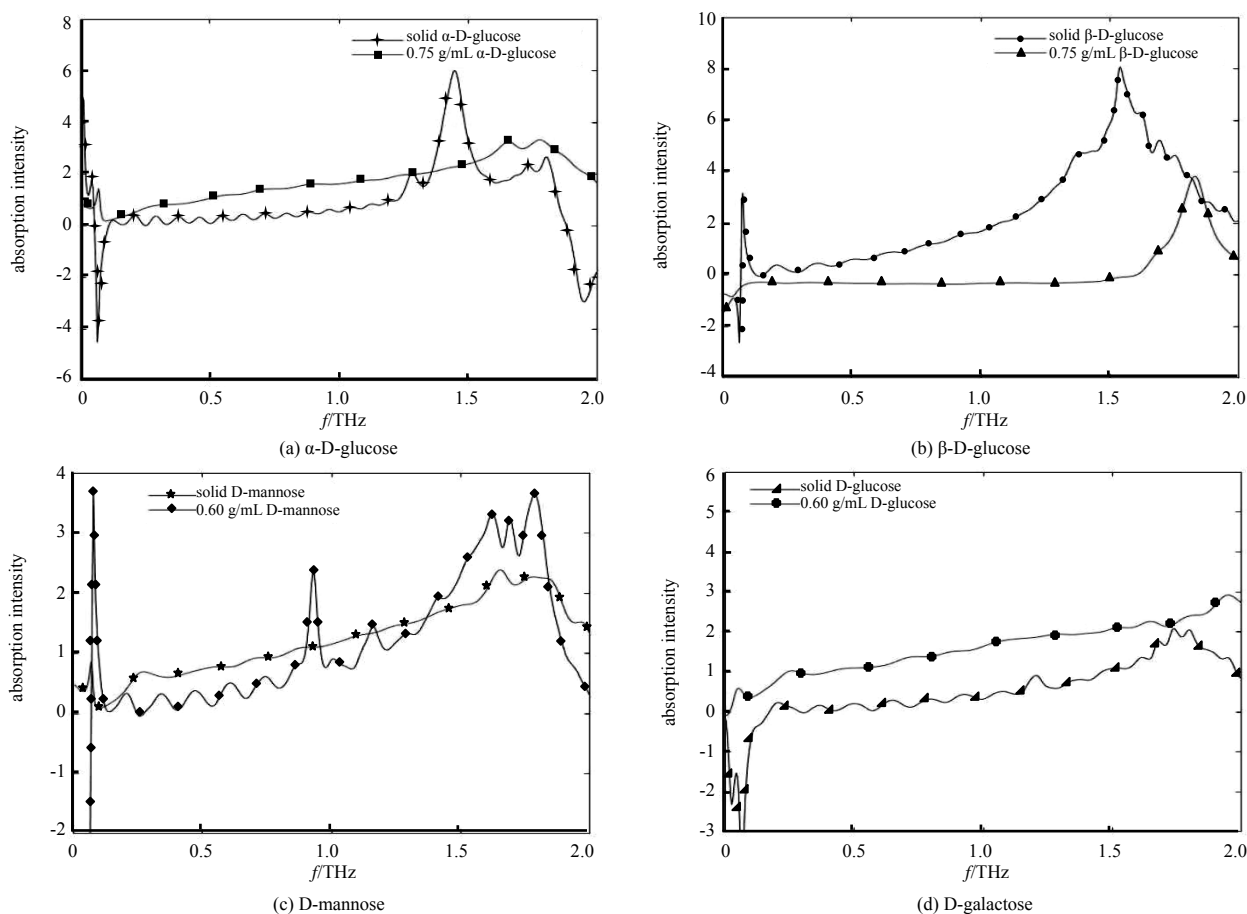 8
6
4
2
0
-2
-4
-6
absorption intensity
solid α-D-glucose
0.75 g/mL α-D-glucose
0
0.5
1.0
1.5
2.0
f/THz
(a) α-D-glucose
10
8
6
4
2
0
-2
-4
absorption intensity
solid β-D-glucose
0.75 g/mL β-D-glucose
0
0.5
1.0
1.5
2.0
f/THz
(b) β-D-glucose
4
3
2
1
0
-1
-2
absorption intensity
solid D-mannose
0.60 g/mL D-mannose
0
0.5
1.0
1.5
2.0
f/THz
(c) D-mannose
6
5
4
3
2
1
0
-1
-2
-3
absorption intensity
solid D-glucose
0.60 g/mL D-glucose
0
0.5
1.0
1.5
2.0
f/THz
(d) D-galactose